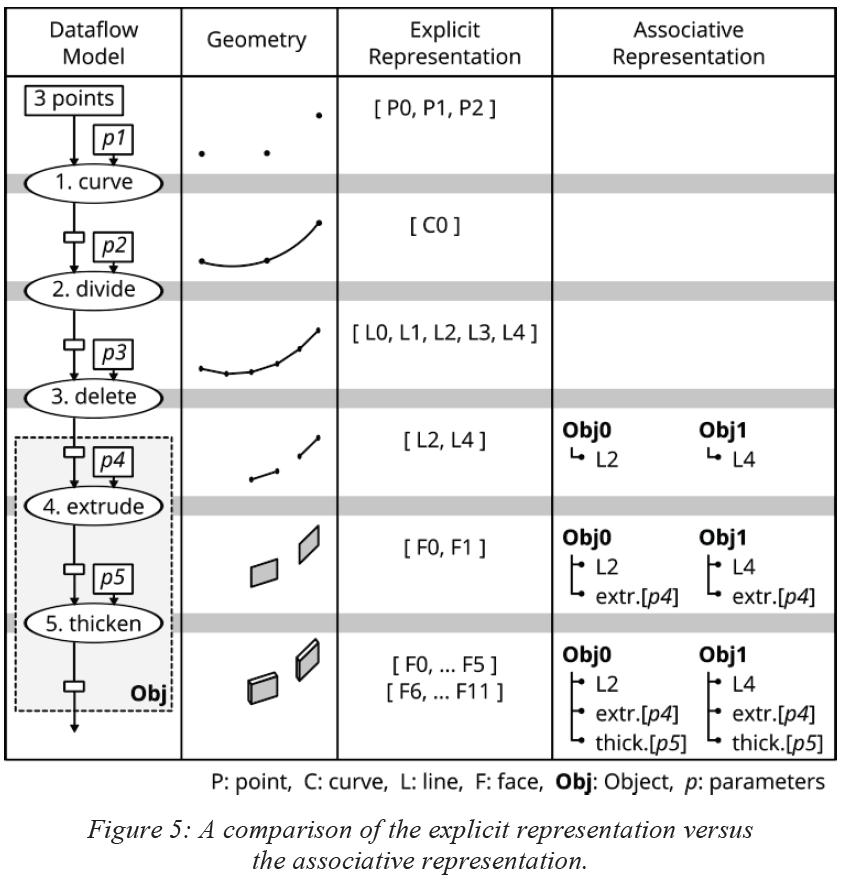 Dataflow Model
Geometry
Explicit Representation
Associative Representation
3 points
p1
[ P0, P1, P2 ]
1. curve
p2
[ C0 ]
2. divide
p3
[ L0, L1, L2, L3, L4 ]
3. delete
p4
[ L2, L4 ]
Obj0
L2
Obj1
L4
4. extrude
p5
[ F0, F1 ]
Obj0
L2
extr.[p4]
Obj1
L4
extr.[p4]
5. thicken
Obj
[ F0, ... F5 ]
[ F6, ... F11 ]
Obj0
L2
extr.[p4]
thick.[p5]
Obj1
L4
extr.[p4]
thick.[p5]
P: point, C: curve, L: line, F: face, Obj: Object, p: parameters
Figure 5: A comparison of the explicit representation versus
the associative representation.